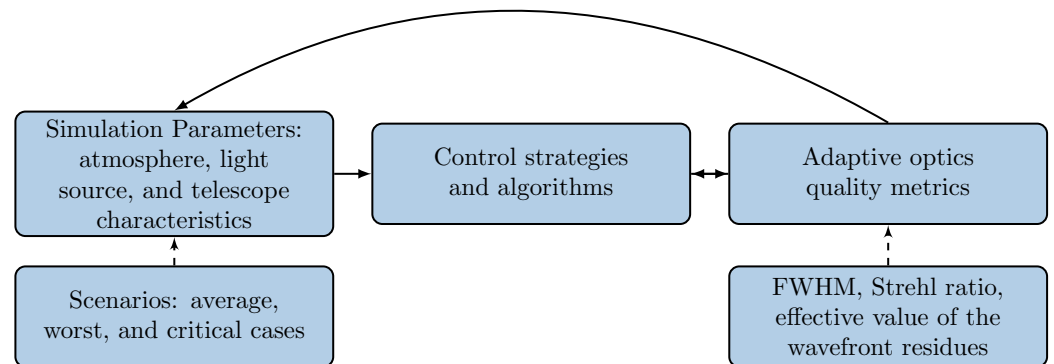 Simulation Parameters:
atmosphere, light
source, and telescope
characteristics
Control strategies
and algorithms
Adaptive optics
quality metrics
Scenarios: average,
worst, and critical cases
FWHM, Strehl ratio,
effective value of the
wavefront residues